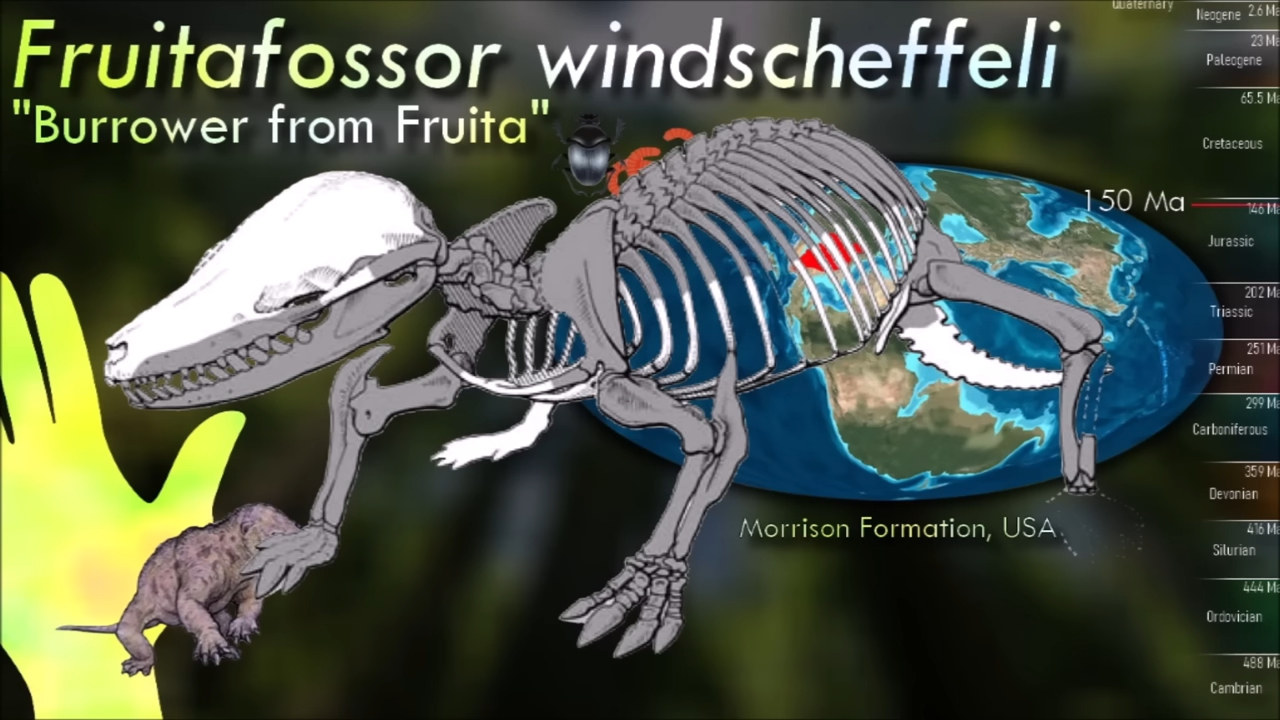 Fruitafossor windscheffeli
"Burrower from Fruita"
150 Ma
Morrison Formation, USA
Quaternary
2.6 Ma
Neogene
23 Ma
Paleogene
65.5 Ma
Cretaceous
146 Ma
Jurassic
202 Ma
Triassic
251 Ma
Permian
299 Ma
Carboniferous
359 Ma
Devonian
416 Ma
Silurian
444 Ma
Ordovician
488 Ma
Cambrian